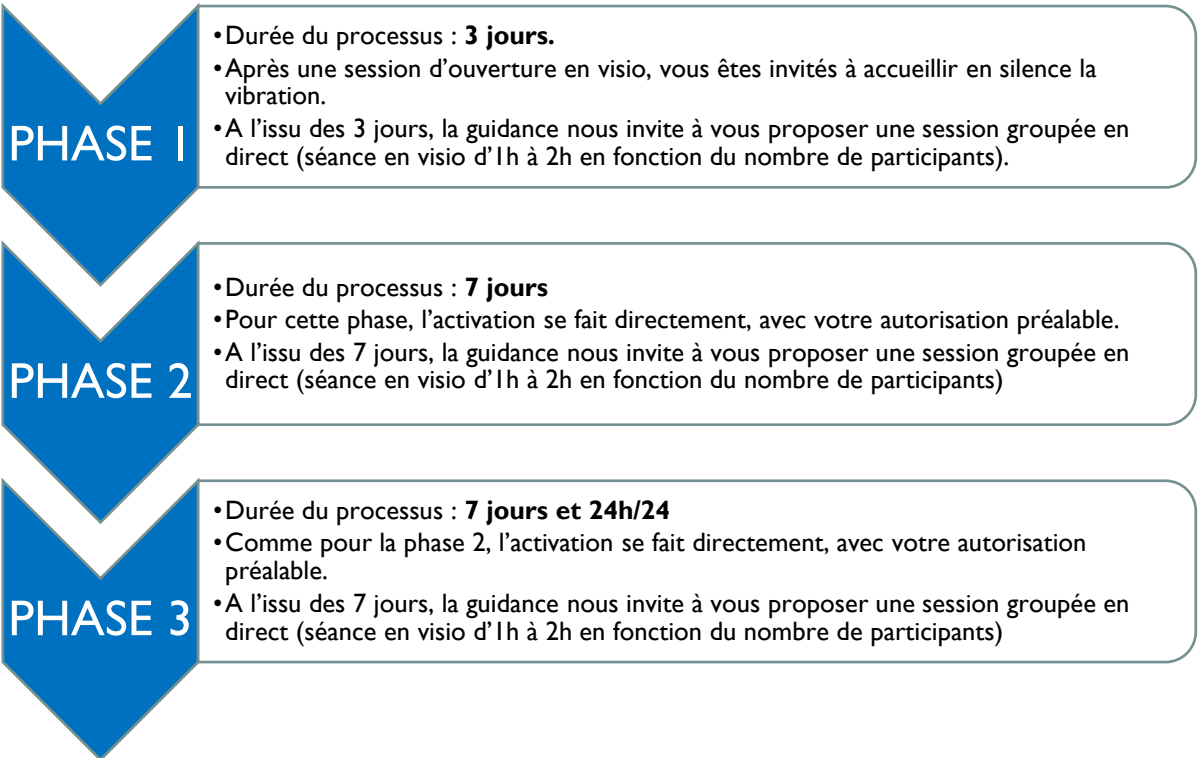 PHASE 1
•Durée du processus : 3 jours.
•Après une session d'ouverture en visio, vous êtes invités à accueillir en silence la
vibration.
•A l'issu des 3 jours, la guidance nous invite à vous proposer une session groupée en
direct (séance en visio d'1h à 2h en fonction du nombre de participants).
PHASE 2
•Durée du processus : 7 jours
•Pour cette phase, l'activation se fait directement, avec votre autorisation préalable.
•A l'issu des 7 jours, la guidance nous invite à vous proposer une session groupée en
direct (séance en visio d'1h à 2h en fonction du nombre de participants)
PHASE 3
•Durée du processus : 7 jours et 24h/24
•Comme pour la phase 2, l'activation se fait directement, avec votre autorisation
préalable.
•A l'issu des 7 jours, la guidance nous invite à vous proposer une session groupée en
direct (séance en visio d'1h à 2h en fonction du nombre de participants)